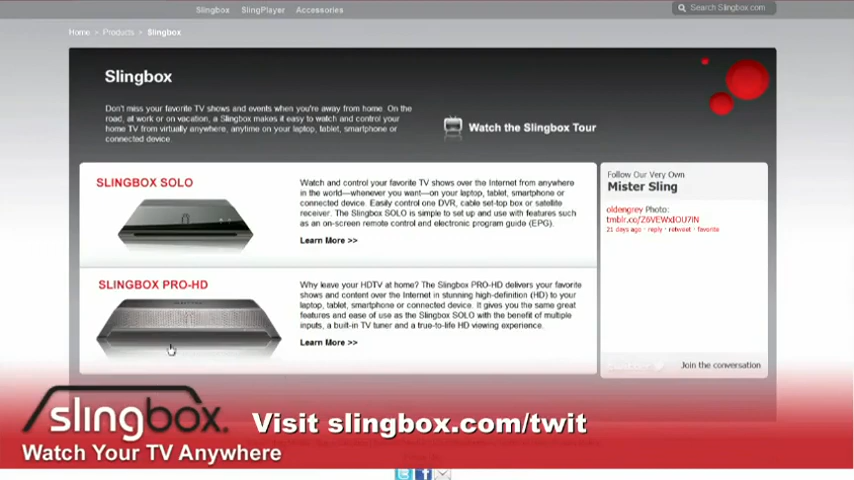 Slingbox SlingPlayer Accessories Search Slingbox.com
Home > Products > Slingbox
Slingbox
Don't miss your favorite TV shows and events when you're away from home. On the
road, at work or on vacation, a Slingbox makes it easy to watch and control your
home TV from virtually anywhere, anytime on your laptop, tablet, smartphone or
connected device.
Watch the Slingbox Tour
SLINGBOX SOLO
Watch and control your favorite TV shows over the Internet from anywhere
in the world—whenever you want—on your laptop, tablet, smartphone or
connected device. Easily control one DVR, cable set-top box or satellite
receiver. The Slingbox SOLO is simple to set up and use with features such
as an on-screen remote control and electronic program guide (EPG).
Learn More >>
SLINGBOX PRO-HD
Why leave your HDTV at home? The Slingbox PRO-HD delivers your favorite
shows and content over the Internet in stunning high-definition (HD) to your
laptop, tablet, smartphone or connected device. It gives you the same great
features and ease of use as the Slingbox SOLO with the benefit of multiple
inputs, a built-in TV tuner and a true-to-life HD viewing experience.
Learn More >>
Follow Our Very Own
Mister Sling
oldengrey Photo:
21 days ago · reply · retweet · favorite
Join the conversation
slingbox.
Watch Your TV Anywhere
Visit slingbox.com/twit